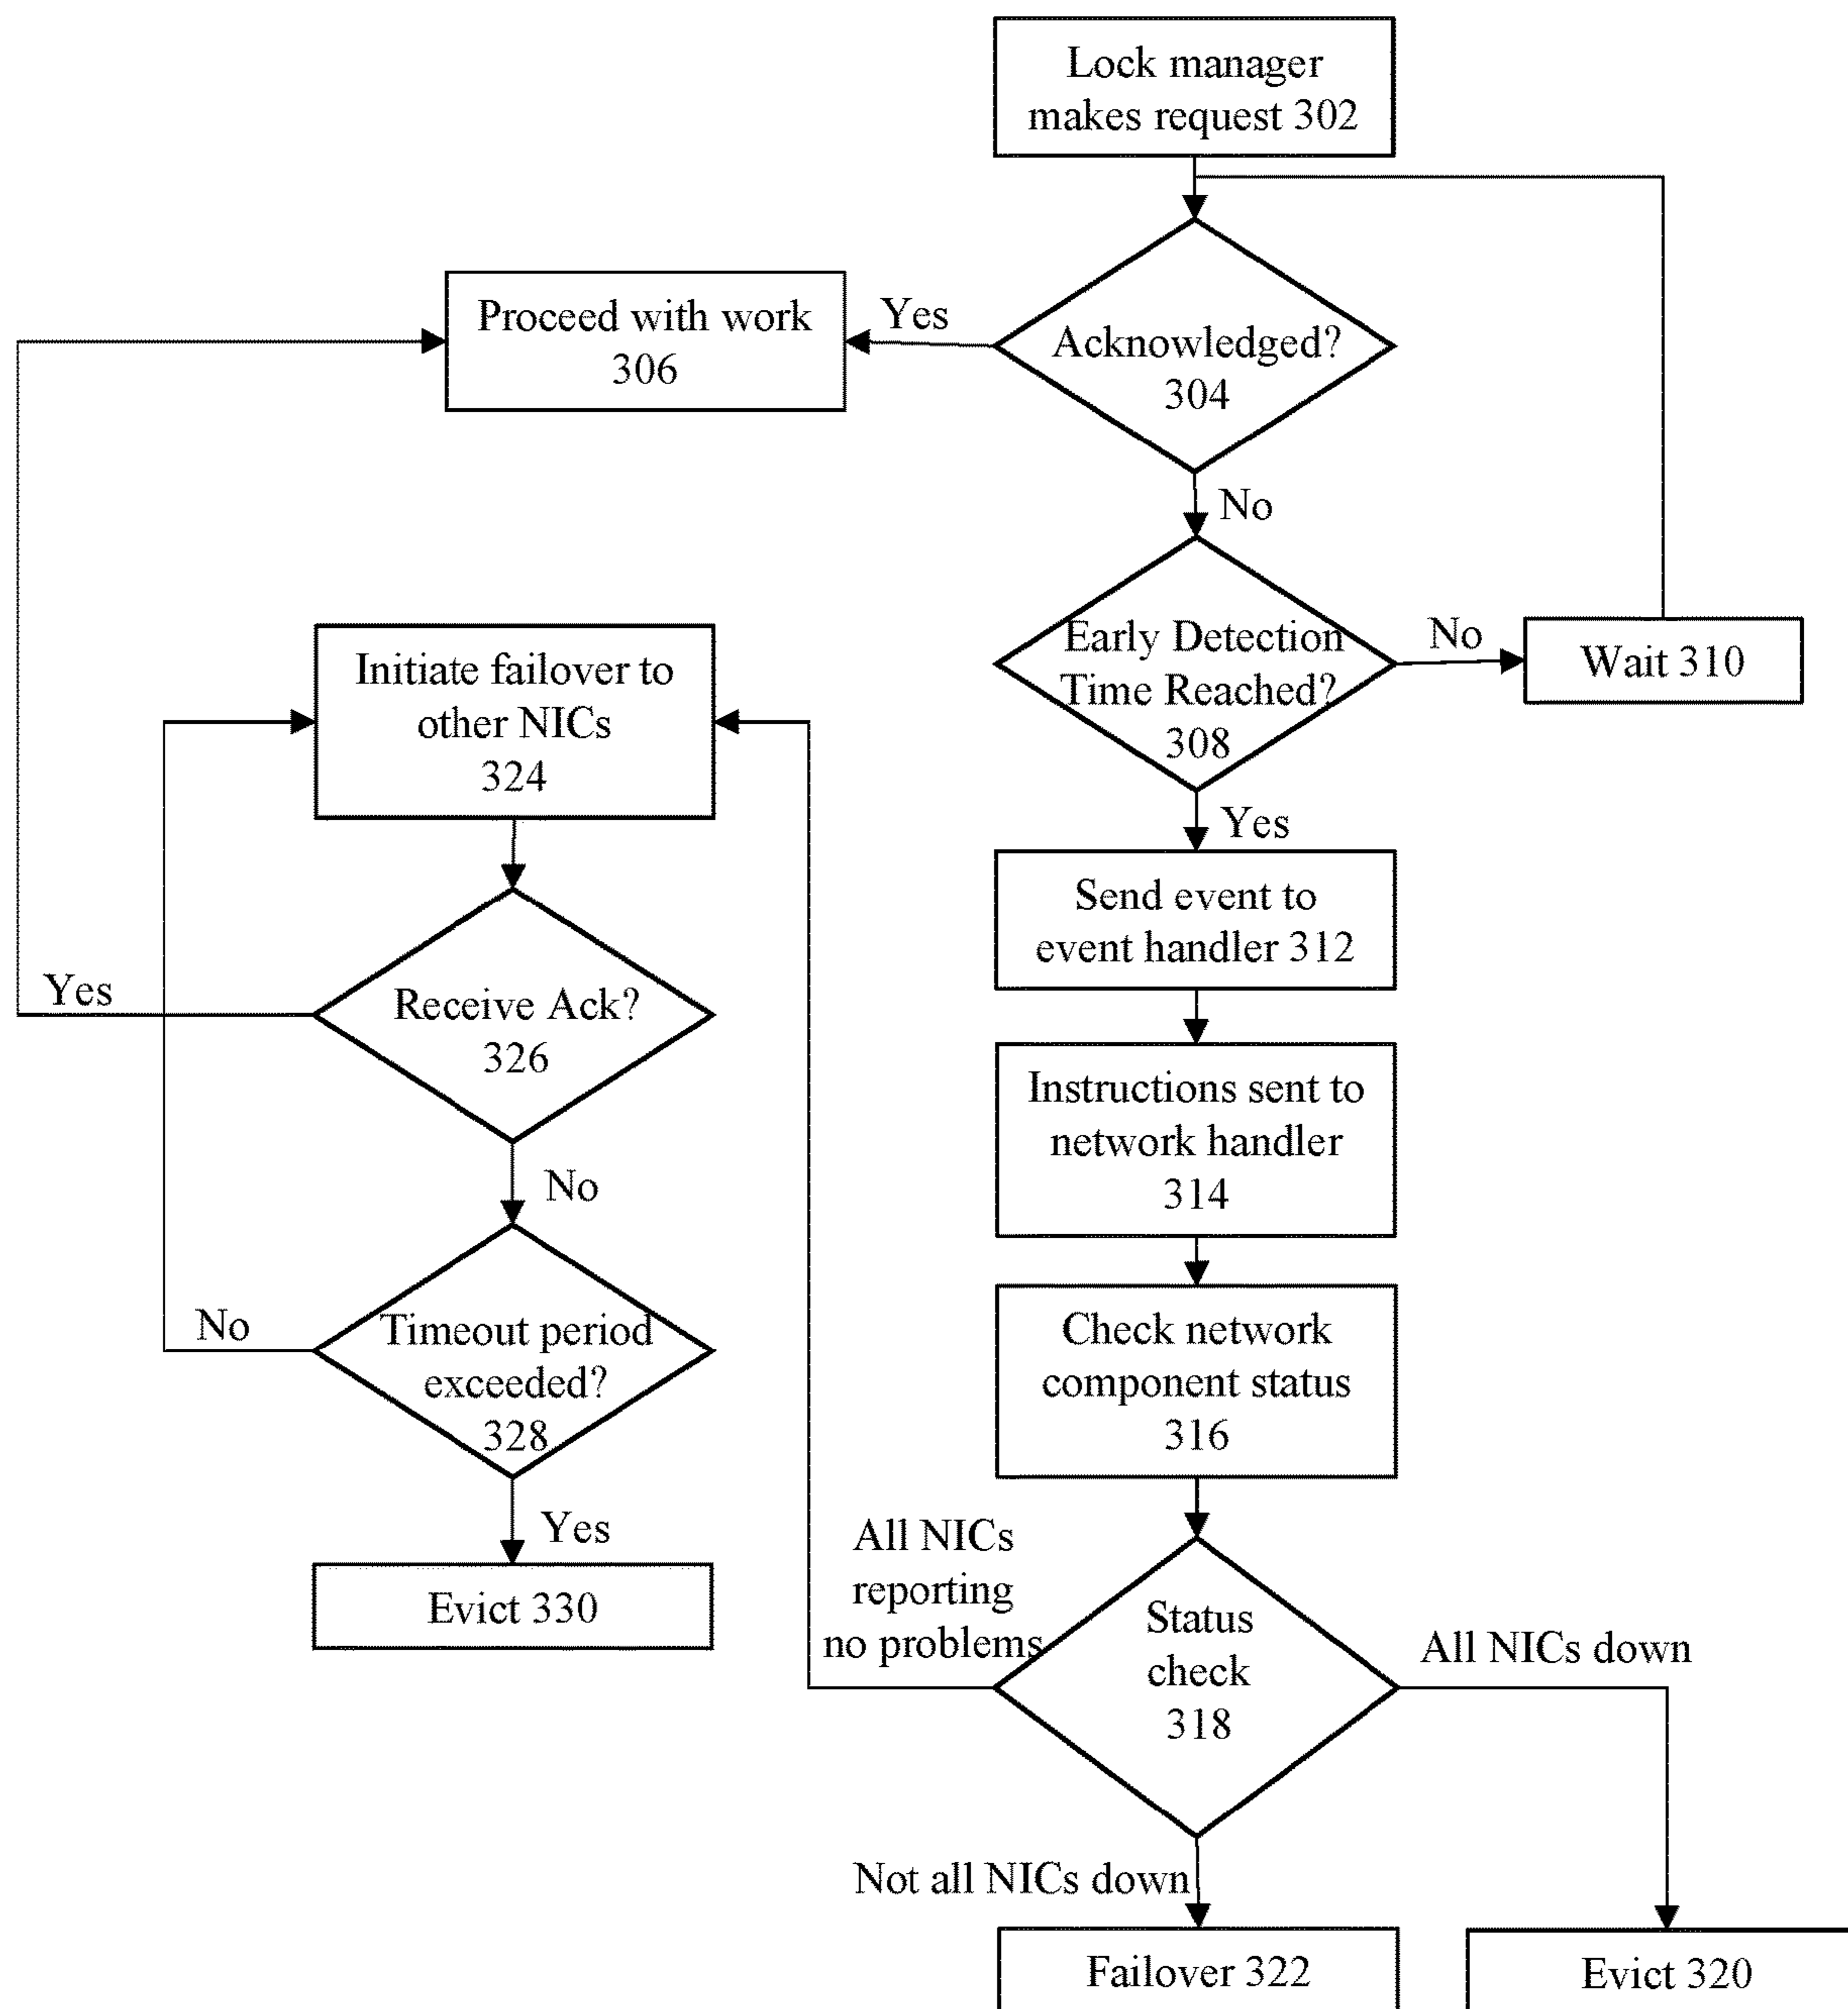 Lock manager
makes request 302
Proceed with work
306
Yes
Acknowledged?
304
No
Early Detection
Time Reached?
308
No
Wait 310
Yes
Send event to
event handler 312
Instructions sent to
network handler
314
Check network
component status
316
Status
check
318
All NICs
reporting
no problems
All NICs down
Not all NICs down
Failover 322
Evict 320
Initiate failover to
other NICs
324
Receive Ack?
326
Yes
No
Timeout period
exceeded?
328
No
Yes
Evict 330